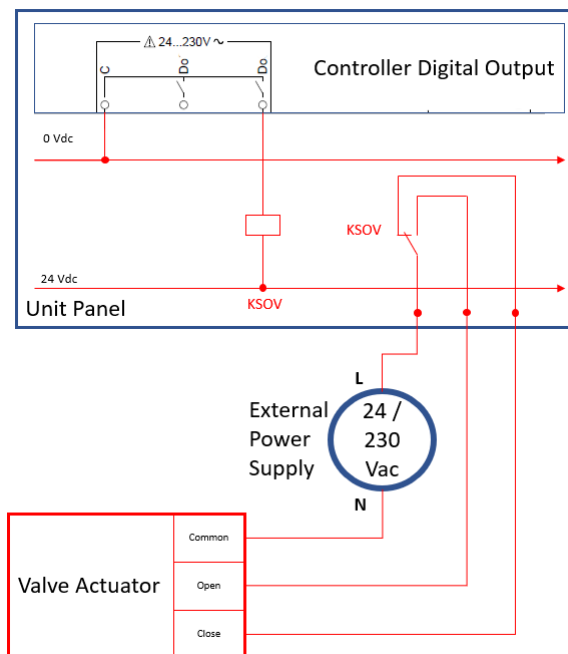 ⚠ 24...230V ~
C
Do
Do
Controller Digital Output
0 Vdc
KSOV
24 Vdc
KSOV
Unit Panel
L
External
Power
Supply
24 /
230
Vac
N
Valve Actuator
Common
Open
Close